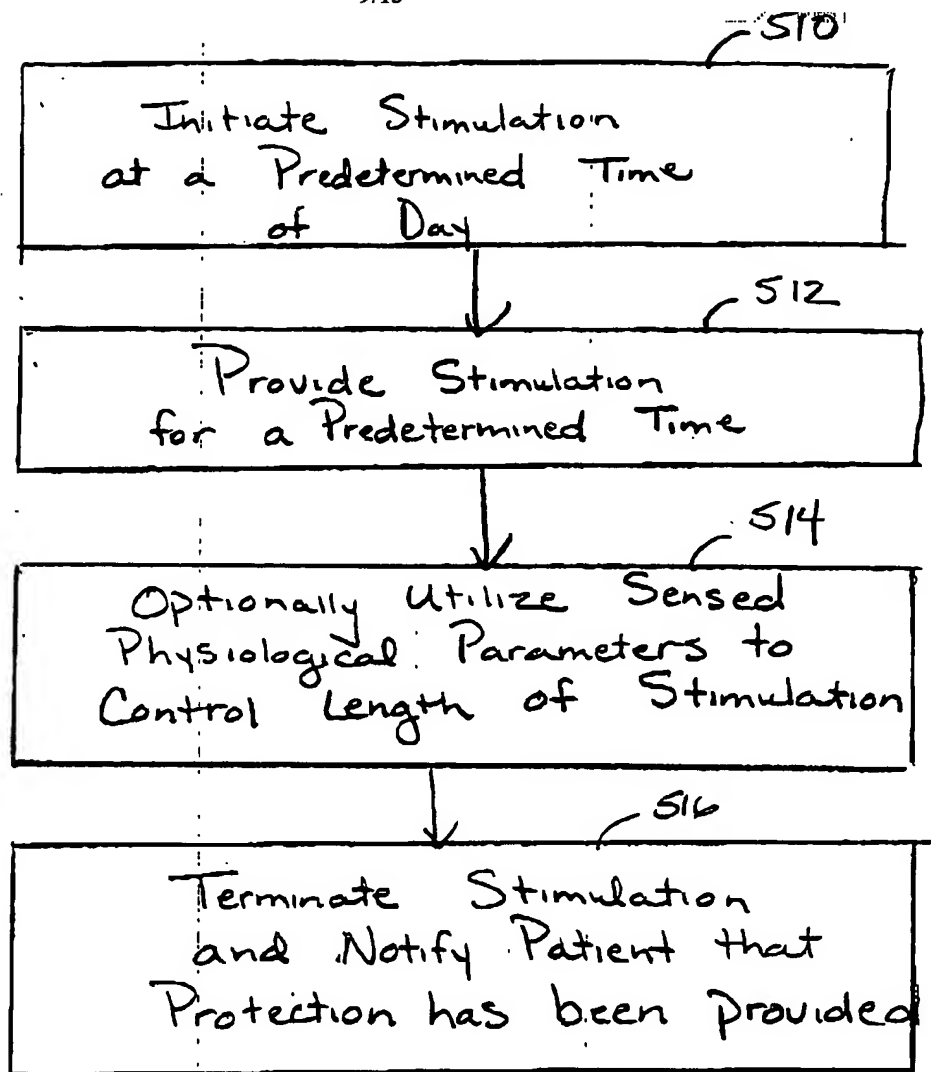 510
Initiate Stimulation
at a Predetermined Time
of Day
512
Provide Stimulation
for a Predetermined Time
514
Optionally Utilize Sensed
Physiological Parameters to
Control Length of Stimulation
516
Terminate Stimulation
and Notify Patient that
Protection has been provided